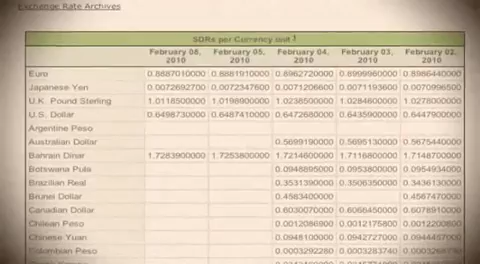 Exchange Rate Archives
SDRs per Currency unit 1
February 08, 2010 February 05, 2010 February 04, 2010 February 03, 2010 February 02, 2010
Euro 0.8887010000 0.8881910000 0.8962720000 0.8999960000 0.8986440000
Japanese Yen 0.0072692700 0.0072347600 0.0071206600 0.0071193600 0.0070996500
U.K. Pound Sterling 1.0118500000 1.0198900000 1.0238500000 1.0284600000 1.0278000000
U.S. Dollar 0.6498730000 0.6487410000 0.6472680000 0.6435900000 0.6447900000
Argentine Peso
Australian Dollar 0.5699190000 0.5695130000 0.5675440000
Bahrain Dinar 1.7283900000 1.7253800000 1.7214600000 1.7116800000 1.7148700000
Botswana Pula 0.0948895000 0.0953800000 0.0954934000
Brazilian Real 0.3531390000 0.3506350000 0.3436130000
Brunei Dollar 0.4583400000 0.4567470000
Canadian Dollar 0.6030070000 0.6066450000 0.6078910000
Chilean Peso 0.0012086900 0.0012175800
Chinese Yuan 0.0948100000 0.0942727000
Colombian Peso 0.0003292280 0.0003283740